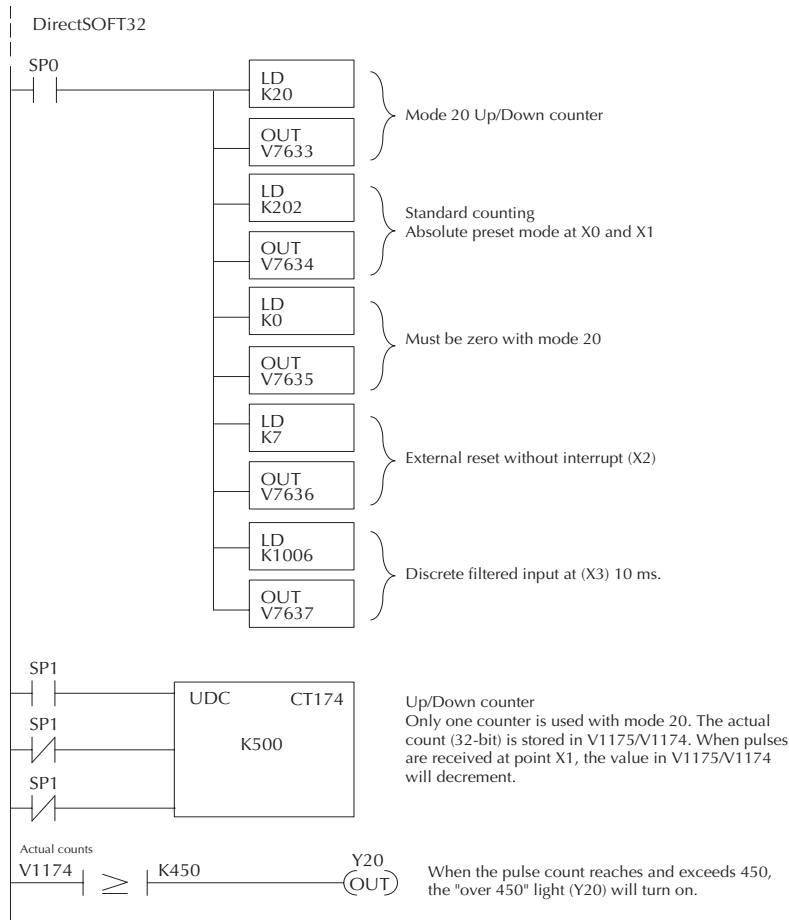 DirectSOFT32
SP0
LD
K20
OUT
V7633
Mode 20 Up/Down counter
LD
K202
OUT
V7634
Standard counting
Absolute preset mode at X0 and X1
LD
K0
OUT
V7635
Must be zero with mode 20
LD
K7
OUT
V7636
External reset without interrupt (X2)
LD
K1006
OUT
V7637
Discrete filtered input at (X3) 10 ms.
SP1
SP1
SP1
UDC CT174
K500
Up/Down counter
Only one counter is used with mode 20. The actual
count (32-bit) is stored in V1175/V1174. When pulses
are received at point X1, the value in V1175/V1174
will decrement.
Actual counts
V1174 ≥ K450
Y20
OUT
When the pulse count reaches and exceeds 450,
the "over 450" light (Y20) will turn on.